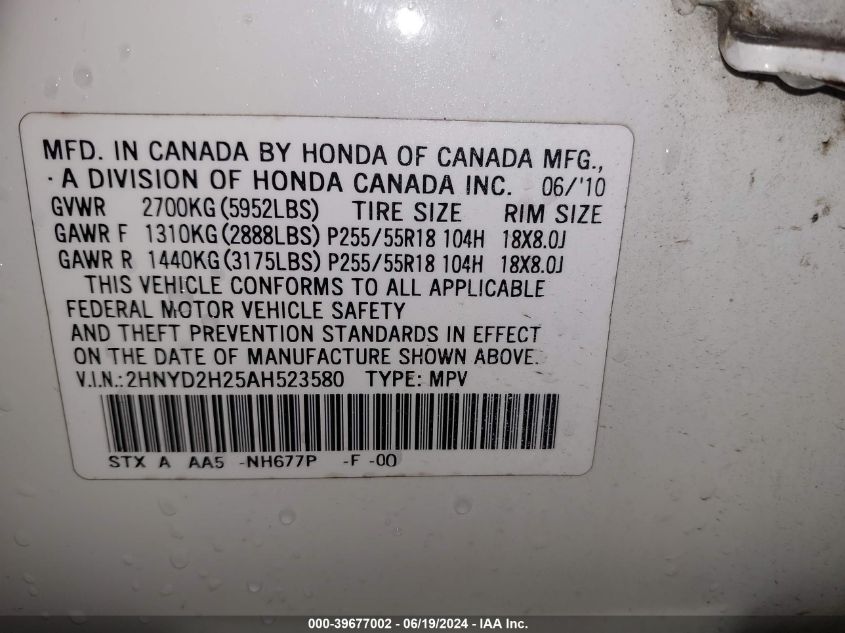 MFD. IN CANADA BY HONDA OF CANADA MFG.,
· A DIVISION OF HONDA CANADA INC. 06/'10
GVWR 2700KG(5952LBS) TIRE SIZE RIM SIZE
GAWR F 1310KG(2888LBS) P255/55R18 104H 18X8.0J
GAWR R 1440KG(3175LBS) P255/55R18 104H 18X8.0J
THIS VEHICLE CONFORMS TO ALL APPLICABLE
FEDERAL MOTOR VEHICLE SAFETY
AND THEFT PREVENTION STANDARDS IN EFFECT
ON THE DATE OF MANUFACTURE SHOWN ABOVE.
V.I.N.:2HNYD2H25AH523580 TYPE: MPV
STX A AA5 -NH677P -F -00
000-39677002 - 06/19/2024 - IAA Inc.